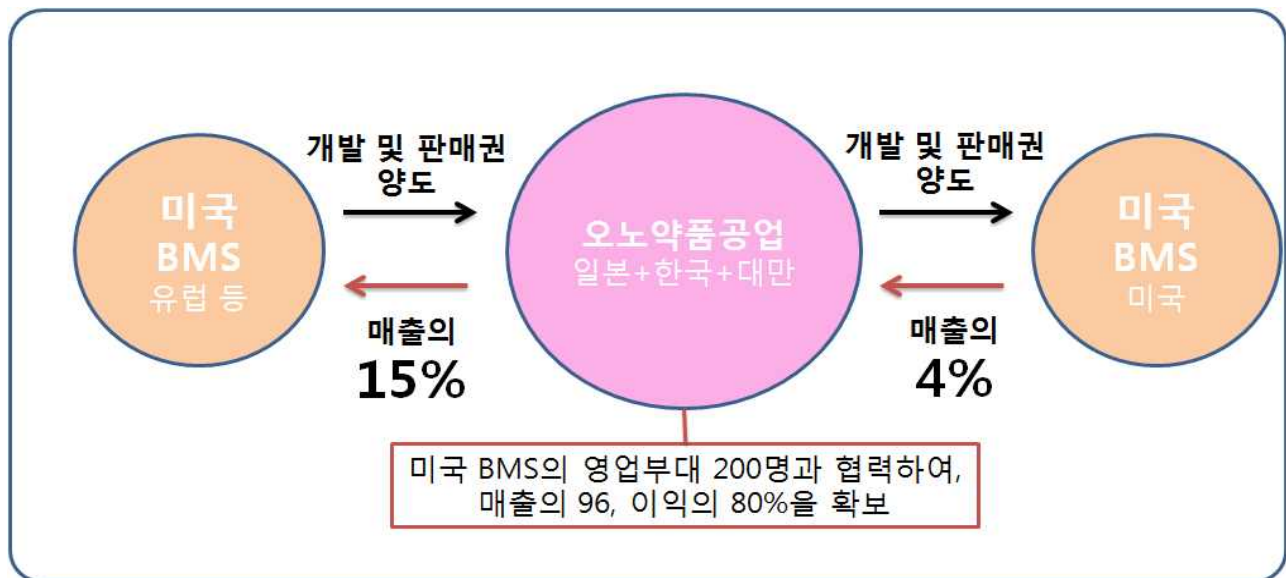 미국
BMS
유럽 등
개발 및 판매권
양도
매출의
15%
오노약품공업
일본+한국+대만
개발 및 판매권
양도
매출의
4%
미국
BMS
미국
미국 BMS의 영업부대 200명과 협력하여,
매출의 96, 이익의 80%을 확보